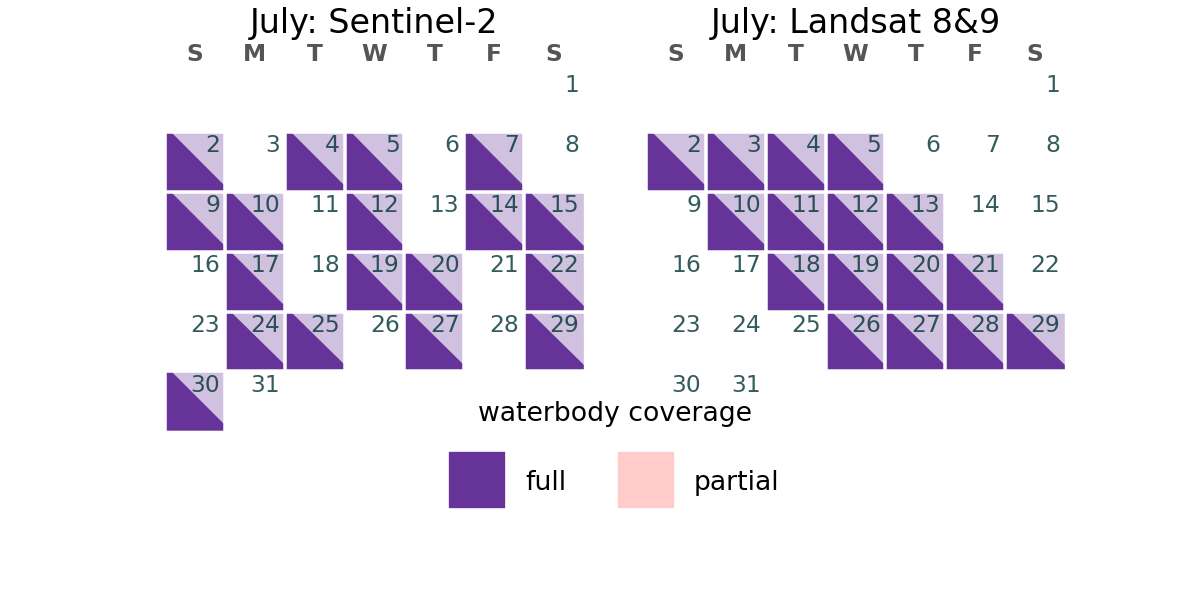 July: Sentinel-2
S M T W T F S
1
2 3 4 5 6 7 8
9 10 11 12 13 14 15
16 17 18 19 20 21 22
23 24 25 26 27 28 29
30 31
July: Landsat 8&9
S M T W T F S
1
2 3 4 5 6 7 8
9 10 11 12 13 14 15
16 17 18 19 20 21 22
23 24 25 26 27 28 29
30 31
waterbody coverage
full partial